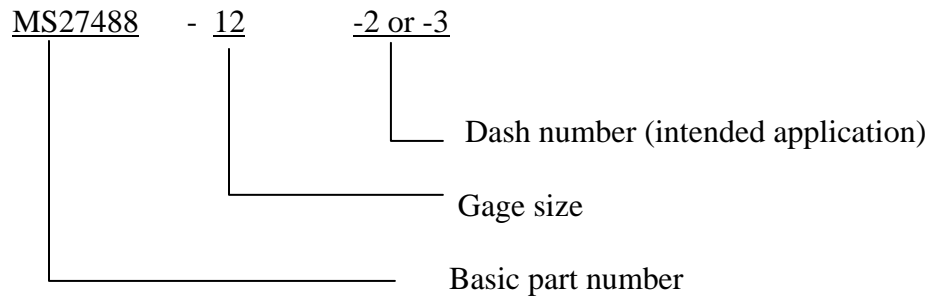 MS27488 - 12 -2 or -3
Dash number (intended application)
Gage size
Basic part number